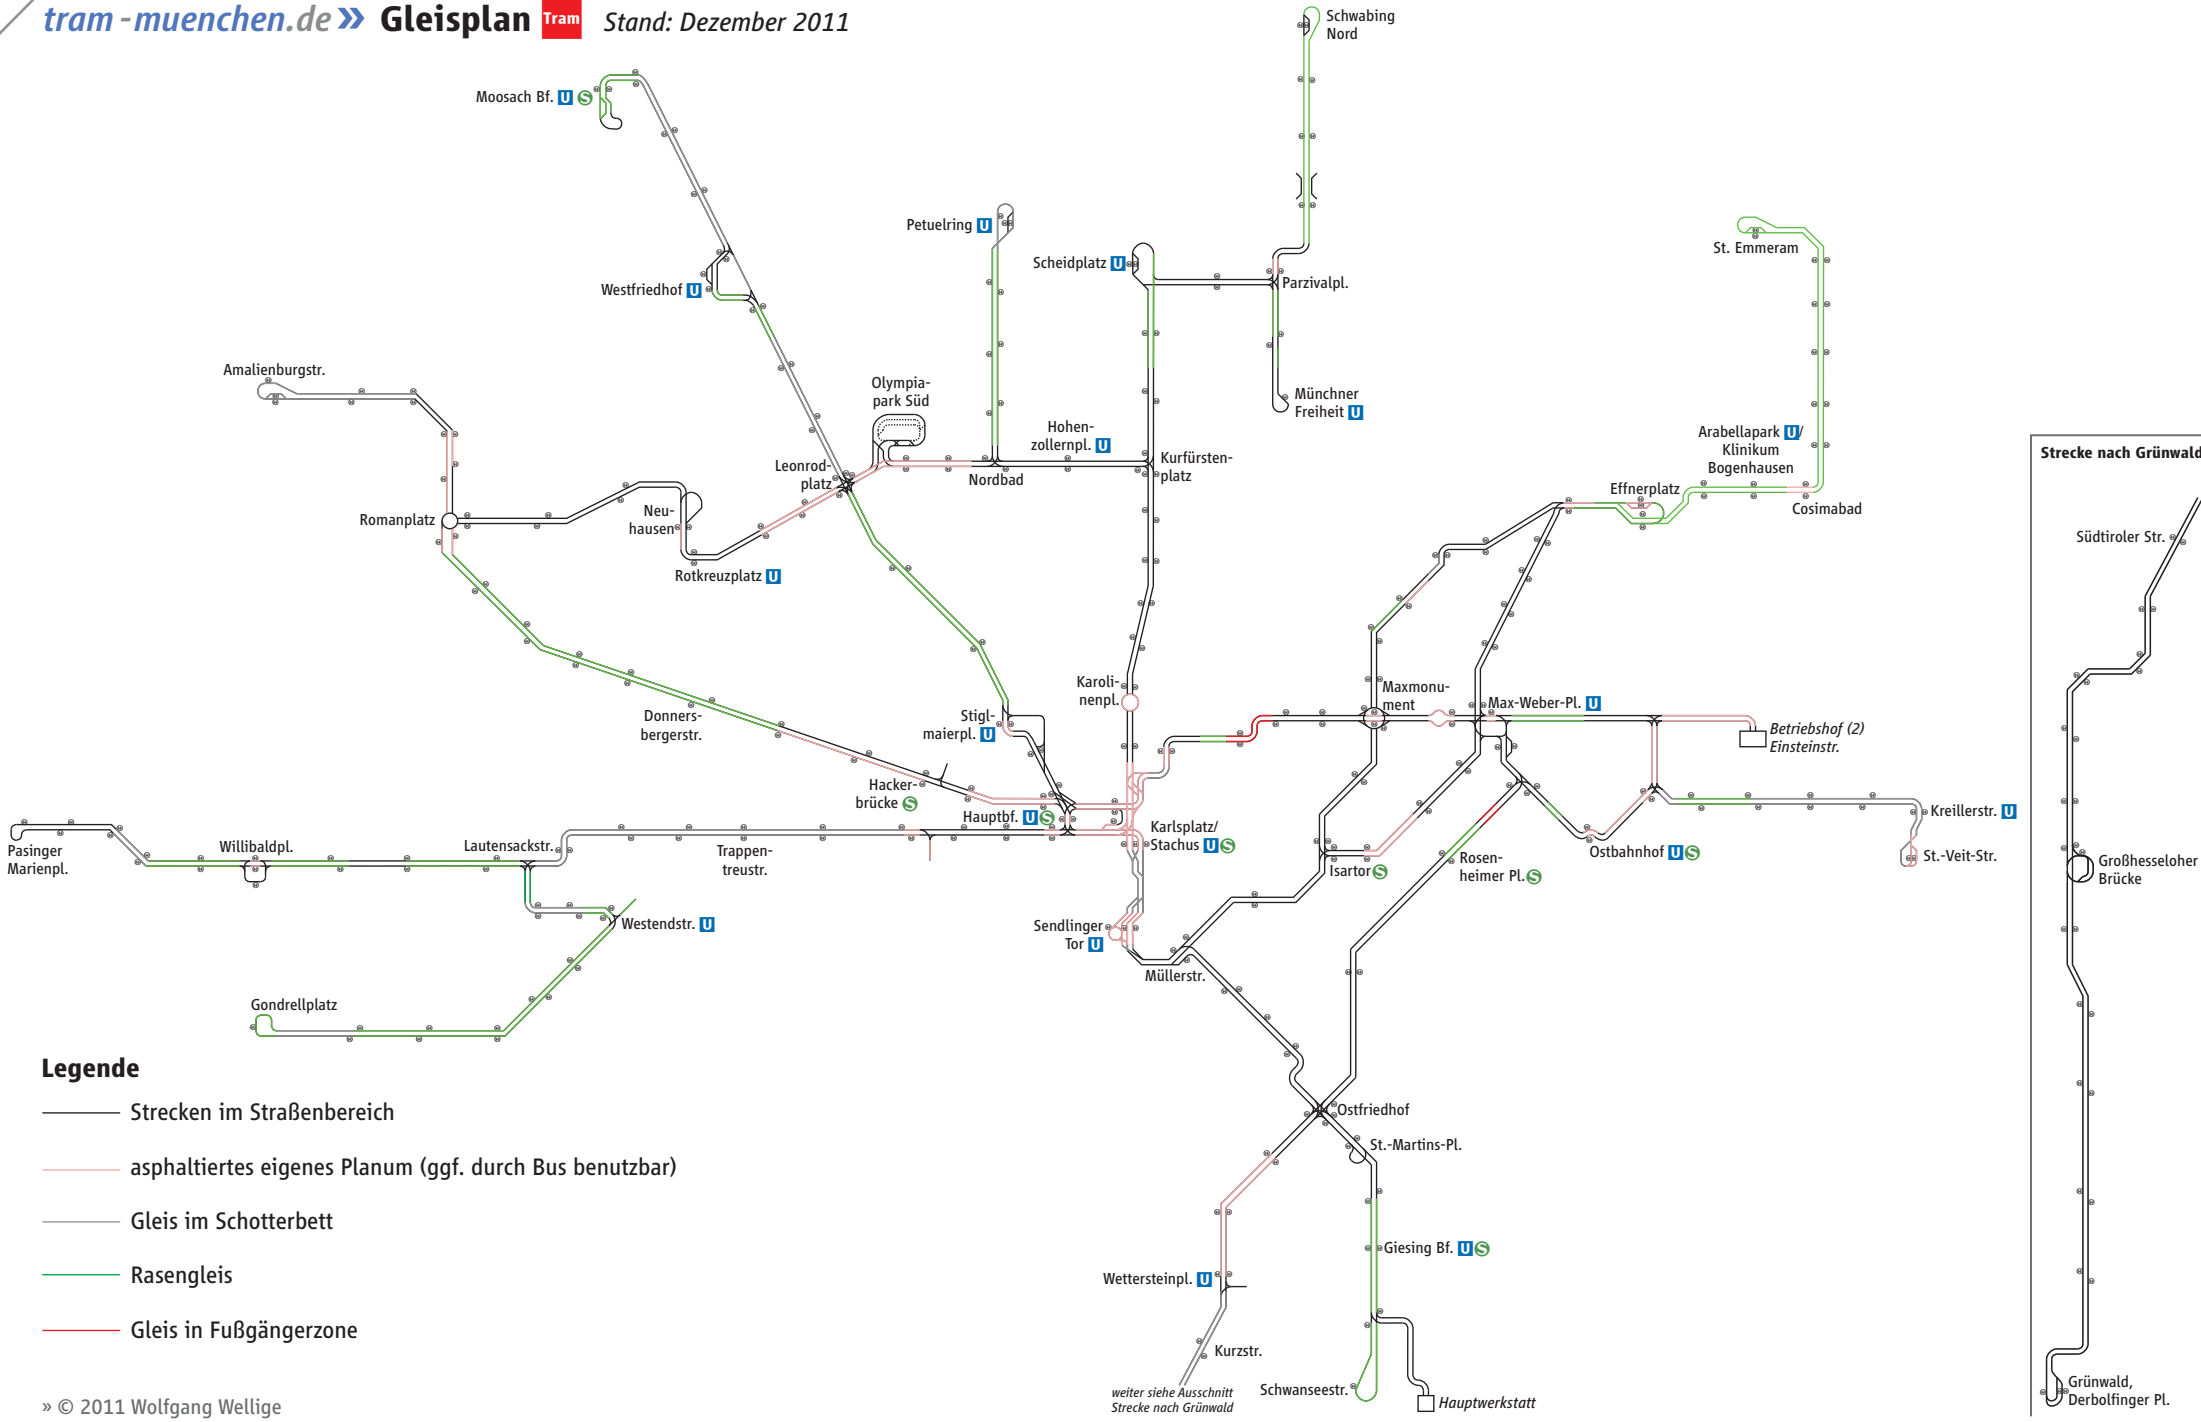 tram-muenchen.de » Gleisplan Tram Stand: Dezember 2011
Schwabing
Nord
Moosach Bf. U S
Petuelring U
Scheidplatz U
St. Emmeram
Westfriedhof U
Parzivalpl.
Amalienburgstr.
Olympia-
park Süd
Münchner
Freiheit U
Hohen-
zollernpl. U
Arabellapark U/
Klinikum
Bogenhausen
Strecke nach Grünwald
Leonrod-
platz
Nordbad
Kurfürsten-
platz
Effnerplatz
Cosimabad
Romanplatz
Neu-
hausen
Südtiroler Str.
Rotkreuzplatz U
Karoli-
nenpl.
Maxmonu-
ment
Max-Weber-Pl. U
Donners-
bergerstr.
Stigl-
maierpl. U
Betriebshof (2)
Einsteinstr.
Hacker-
brücke S
Hauptbf. U S
Karlsplatz/
Stachus U S
Kreillerstr. U
Pasinger
Marienpl.
Willibaldpl.
Lautensackstr.
Trappen-
treustr.
Isartor S
Rosen-
heimer Pl. S
Ostbahnhof U S
St.-Veit-Str.
Großhesseloher
Brücke
Westendstr. U
Sendlinger
Tor U
Müllerstr.
Gondrellplatz
Legende
Strecken im Straßenbereich
asphaltiertes eigenes Planum (ggf. durch Bus benutzbar)
Gleis im Schotterbett
Rasengleis
Gleis in Fußgängerzone
Ostfriedhof
St.-Martins-Pl.
Giesing Bf. U S
Wettersteinpl. U
Kurzstr.
weiter siehe Ausschnitt
Strecke nach Grünwald
Schwanseestr.
Hauptwerkstatt
Grünwald,
Derbolfinger Pl.
» © 2011 Wolfgang Wellige